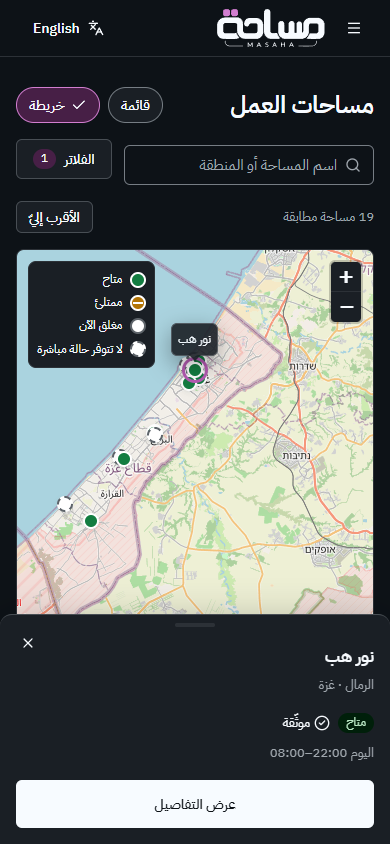 English
مساحة
MASAHA
مساحات العمل
قائمة
خريطة
اسم المساحة أو المنطقة
الفلاتر 1
19 مساحة مطابقة
الأقرب إليّ
متاح
ممتلئ
مغلق الآن
لا تتوفر حالة مباشرة
+
−
نور هب
שדרות
נתיבות
قطاع غزة
القرارة
אופקים
نور هب
الرمال · غزة
متاح
موثّقة
اليوم 08:00–22:00
عرض التفاصيل